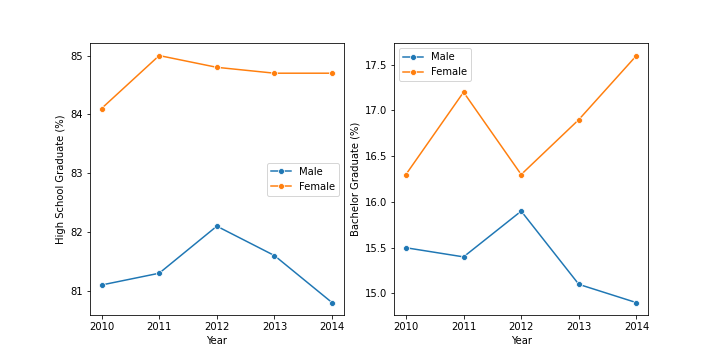 High School Graduate (%)
85
84
83
82
81
Male
Female
2010 2011 2012 2013 2014
Year
Bachelor Graduate (%)
17.5
17.0
16.5
16.0
15.5
15.0
Male
Female
2010 2011 2012 2013 2014
Year